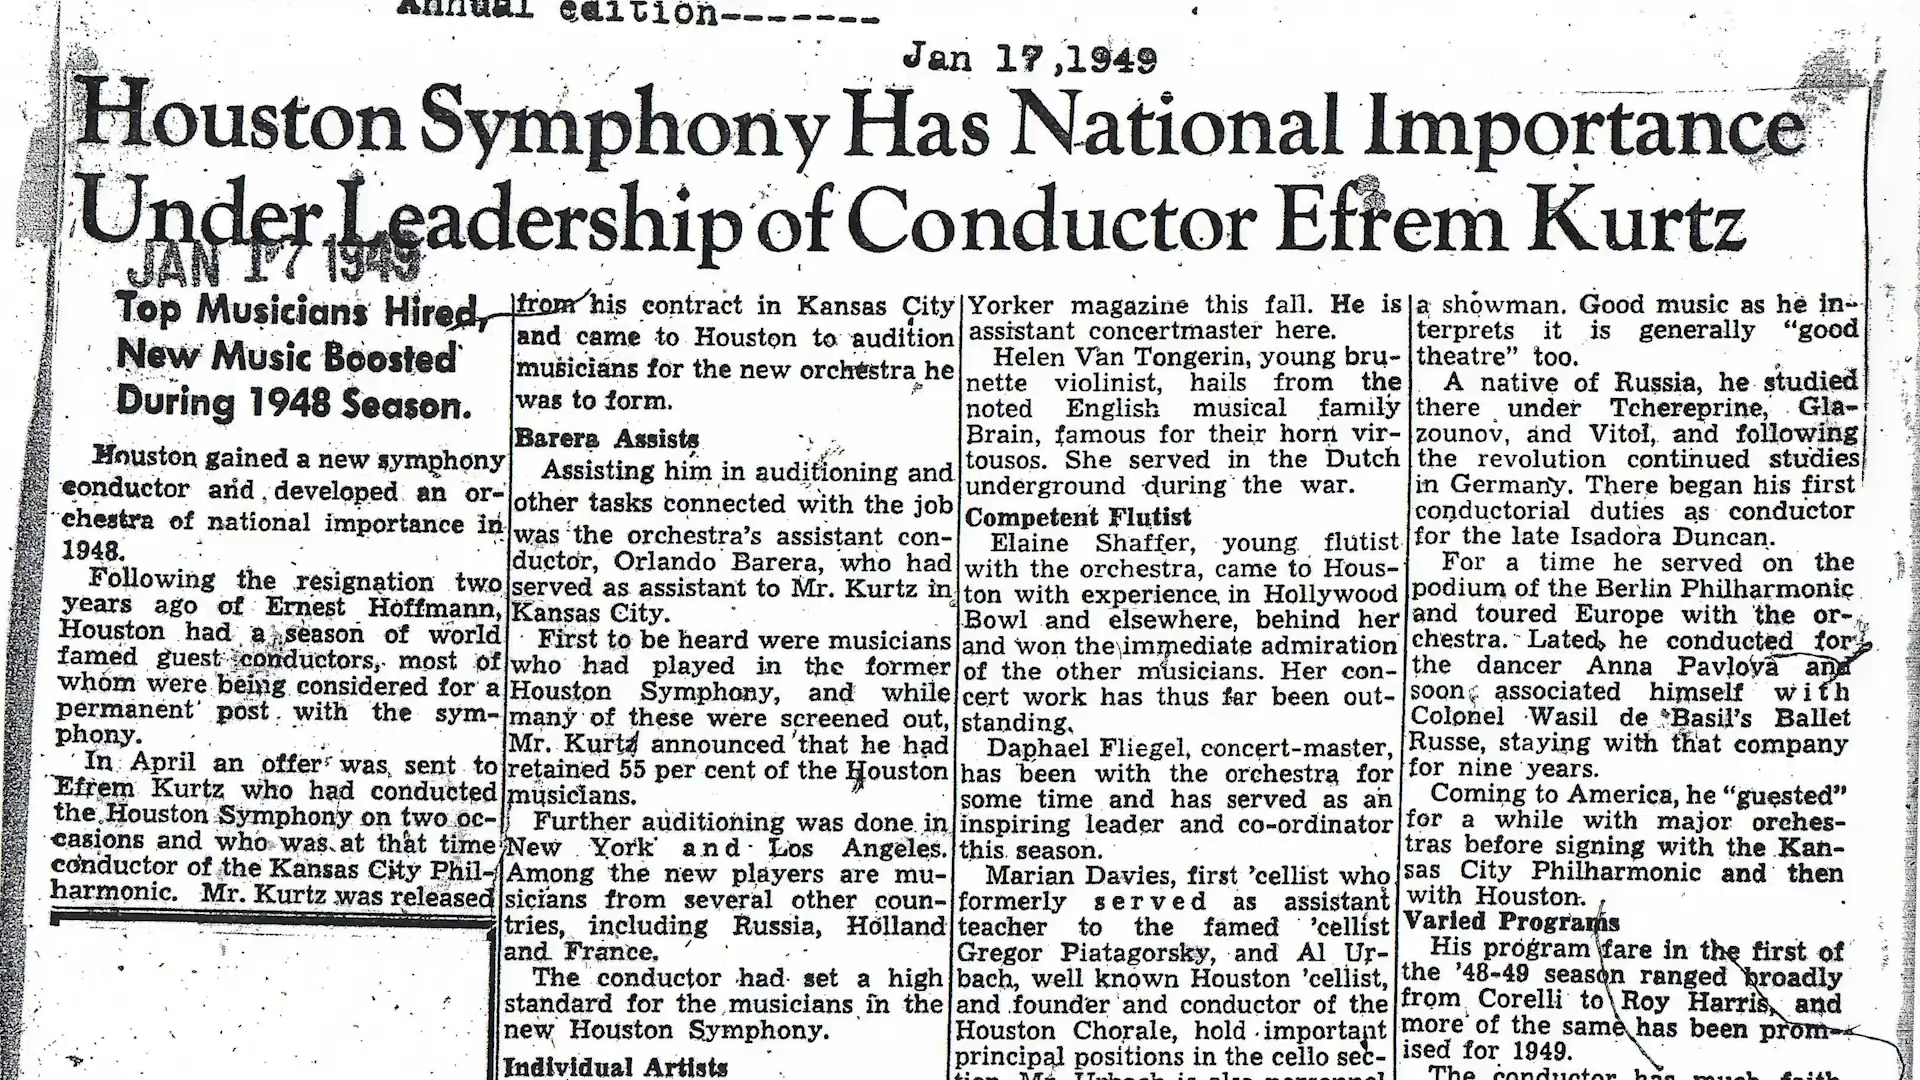 Annual edition-------
Jan 17,1949
Houston Symphony Has National Importance
Under Leadership of Conductor Efrem Kurtz
JAN 17 1949
Top Musicians Hired,
New Music Boosted
During 1948 Season.
Houston gained a new symphony
conductor and developed an or-
chestra of national importance in
1948.
Following the resignation two
years ago of Ernest Hoffmann,
Houston had a season of world
famed guest conductors, most of
whom were being considered for a
permanent post with the sym-
phony.
In April an offer was sent to
Efrem Kurtz who had conducted
the Houston Symphony on two oc-
casions and who was at that time
conductor of the Kansas City Phil-
harmonic. Mr. Kurtz was released
from his contract in Kansas City
and came to Houston to audition
musicians for the new orchestra he
was to form.
Barera Assists
Assisting him in auditioning and
other tasks connected with the job
was the orchestra's assistant con-
ductor, Orlando Barera, who had
served as assistant to Mr. Kurtz in
Kansas City.
First to be heard were musicians
who had played in the former
Houston Symphony, and while
many of these were screened out,
Mr. Kurtz announced that he had
retained 55 per cent of the Houston
musicians.
Further auditioning was done in
New York and Los Angeles.
Among the new players are mu-
sicians from several other coun-
tries, including Russia, Holland
and France.
The conductor had set a high
standard for the musicians in the
new Houston Symphony.
Individual Artists
Yorker magazine this fall. He is
assistant concertmaster here.
Helen Van Tongerin, young bru-
nette violinist, hails from the
noted English musical family
Brain, famous for their horn vir-
tousos. She served in the Dutch
underground during the war.
Competent Flutist
Elaine Shaffer, young flutist
with the orchestra, came to Hous-
ton with experience in Hollywood
Bowl and elsewhere, behind her
and won the immediate admiration
of the other musicians. Her con-
cert work has thus far been out-
standing.
Daphael Fliegel, concert-master,
has been with the orchestra for
some time and has served as an
inspiring leader and co-ordinator
this season.
Marian Davies, first 'cellist who
formerly served as assistant
teacher to the famed 'cellist
Gregor Piatagorsky, and Al Ur-
bach, well known Houston 'cellist,
and founder and conductor of the
Houston Chorale, hold important
principal positions in the cello sec-
tion. Mr. Urbach is also personnel
a showman. Good music as he in-
terprets it is generally "good
theatre" too.
A native of Russia, he studied
there under Tchereprine, Gla-
zounov, and Vitol, and following
the revolution continued studies
in Germany. There began his first
conductorial duties as conductor
for the late Isadora Duncan.
For a time he served on the
podium of the Berlin Philharmonic
and toured Europe with the or-
chestra. Lated, he conducted for
the dancer Anna Pavlova and
soon associated himself with
Colonel Wasil de Basil's Ballet
Russe, staying with that company
for nine years.
Coming to America, he "guested"
for a while with major orches-
tras before signing with the Kan-
sas City Philharmonic and then
with Houston.
Varied Programs
His program fare in the first of
the '48-49 season ranged broadly
from Corelli to Roy Harris, and
more of the same has been prom-
ised for 1949.
The conductor has much faith